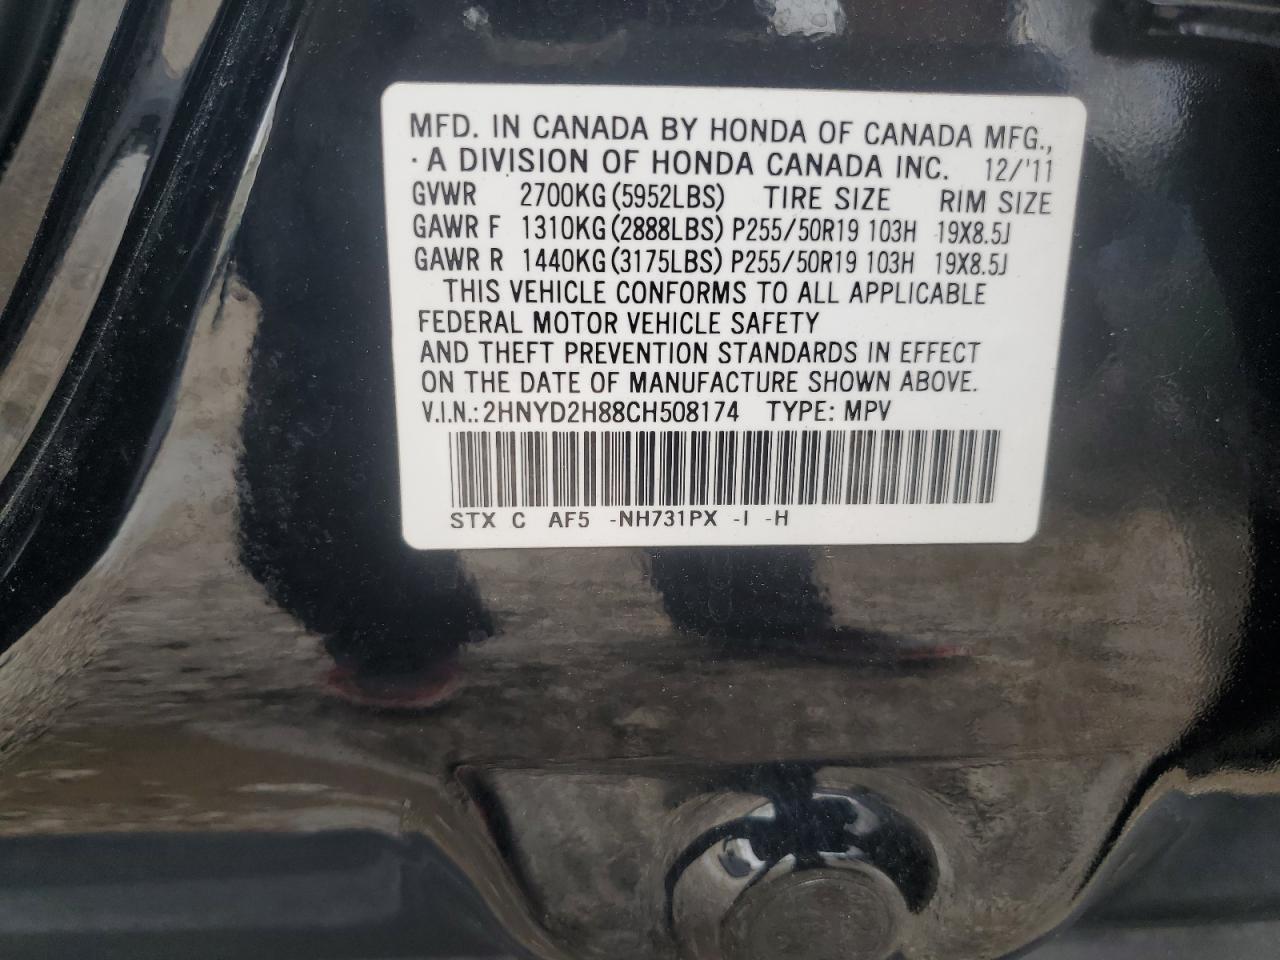 MFD. IN CANADA BY HONDA OF CANADA MFG.,
· A DIVISION OF HONDA CANADA INC. 12/'11
GVWR 2700KG (5952LBS) TIRE SIZE RIM SIZE
GAWR F 1310KG (2888LBS) P255/50R19 103H 19X8.5J
GAWR R 1440KG (3175LBS) P255/50R19 103H 19X8.5J
THIS VEHICLE CONFORMS TO ALL APPLICABLE
FEDERAL MOTOR VEHICLE SAFETY
AND THEFT PREVENTION STANDARDS IN EFFECT
ON THE DATE OF MANUFACTURE SHOWN ABOVE.
V.I.N.: 2HNYD2H88CH508174 TYPE: MPV
STX C AF5 -NH731PX -I -H